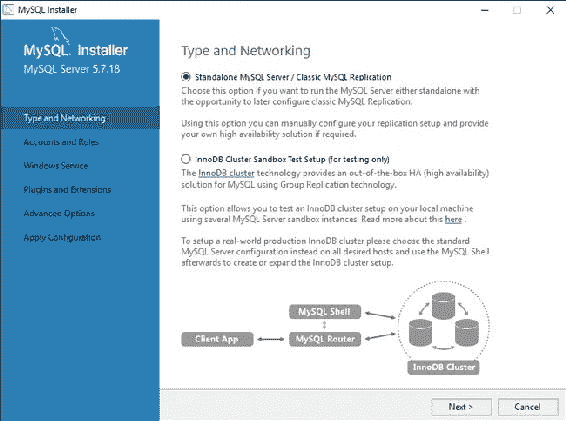 MySQL Installer
MySQL. Installer
MySQL Server 5.7.18
Type and Networking
Accounts and Roles
Windows Service
Plugins and Extensions
Advanced Options
Apply Configuration
Type and Networking
Standalone MySQL Server / Classic MySQL Replication
Choose this option if you want to run the MySQL Server either standalone with
the opportunity to later configure classic MySQL Replication.
Using this option you can manually configure your replication setup and provide
your own high availability solution if required.
InnoDB Cluster Sandbox Test Setup (for testing only)
The InnoDB cluster technology provides an out-of-the-box HA (high availability)
solution for MySQL using Group Replication technology.
This option allows you to test an InnoDB cluster setup on your local machine
using several MySQL Server sandbox instances. Read more about this here .
To setup a real-world production InnoDB cluster please choose the standard
MySQL Server configuration instead on all desired hosts and use the MySQL Shell
afterwards to create or expand the InnoDB cluster setup.
MySQL Shell
Client App
MySQL Router
InnoDB Cluster
Next >
Cancel